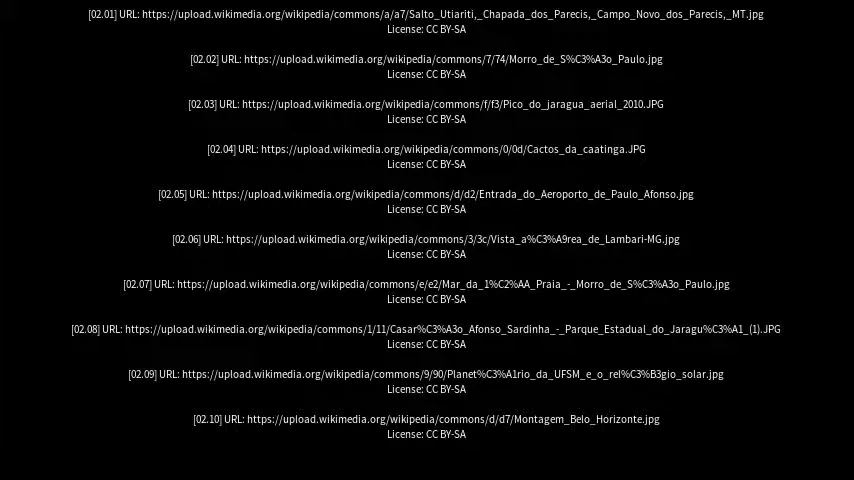 [02.01] URL: https://upload.wikimedia.org/wikipedia/commons/a/a7/Salto_Utiariti,_Chapada_dos_Parecis,_Campo_Novo_dos_Parecis,_MT.jpg
License: CC BY-SA
[02.02] URL: https://upload.wikimedia.org/wikipedia/commons/7/74/Morro_de_S%C3%A3o_Paulo.jpg
License: CC BY-SA
[02.03] URL: https://upload.wikimedia.org/wikipedia/commons/f/f3/Pico_do_jaragua_aerial_2010.JPG
License: CC BY-SA
[02.04] URL: https://upload.wikimedia.org/wikipedia/commons/0/0d/Cactos_da_caatinga.JPG
License: CC BY-SA
[02.05] URL: https://upload.wikimedia.org/wikipedia/commons/d/d2/Entrada_do_Aeroporto_de_Paulo_Afonso.jpg
License: CC BY-SA
[02.06] URL: https://upload.wikimedia.org/wikipedia/commons/3/3c/Vista_a%C3%A9rea_de_Lambari-MG.jpg
License: CC BY-SA
[02.07] URL: https://upload.wikimedia.org/wikipedia/commons/e/e2/Mar_da_1%C2%AA_Praia_-_Morro_de_S%C3%A3o_Paulo.jpg
License: CC BY-SA
[02.08] URL: https://upload.wikimedia.org/wikipedia/commons/1/11/Casar%C3%A3o_Afonso_Sardinha_-_Parque_Estadual_do_Jaragu%C3%A1_(1).JPG
License: CC BY-SA
[02.09] URL: https://upload.wikimedia.org/wikipedia/commons/9/90/Planet%C3%A1rio_da_UFSM_e_o_rel%C3%B3gio_solar.jpg
License: CC BY-SA
[02.10] URL: https://upload.wikimedia.org/wikipedia/commons/d/d7/Montagem_Belo_Horizonte.jpg
License: CC BY-SA